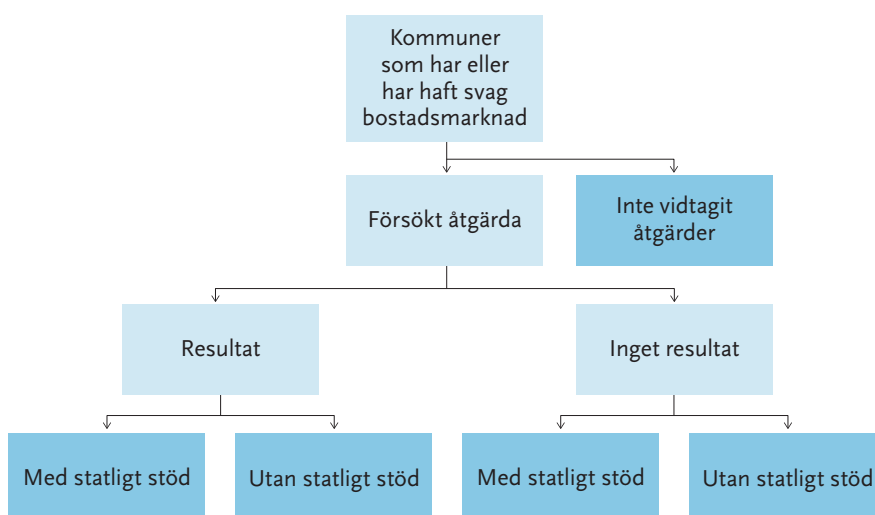 Kommuner
som har eller
har haft svag
bostadsmarknad
Försökt åtgärda
Inte vidtagit
åtgärder
Resultat
Inget resultat
Med statligt stöd
Utan statligt stöd
Med statligt stöd
Utan statligt stöd